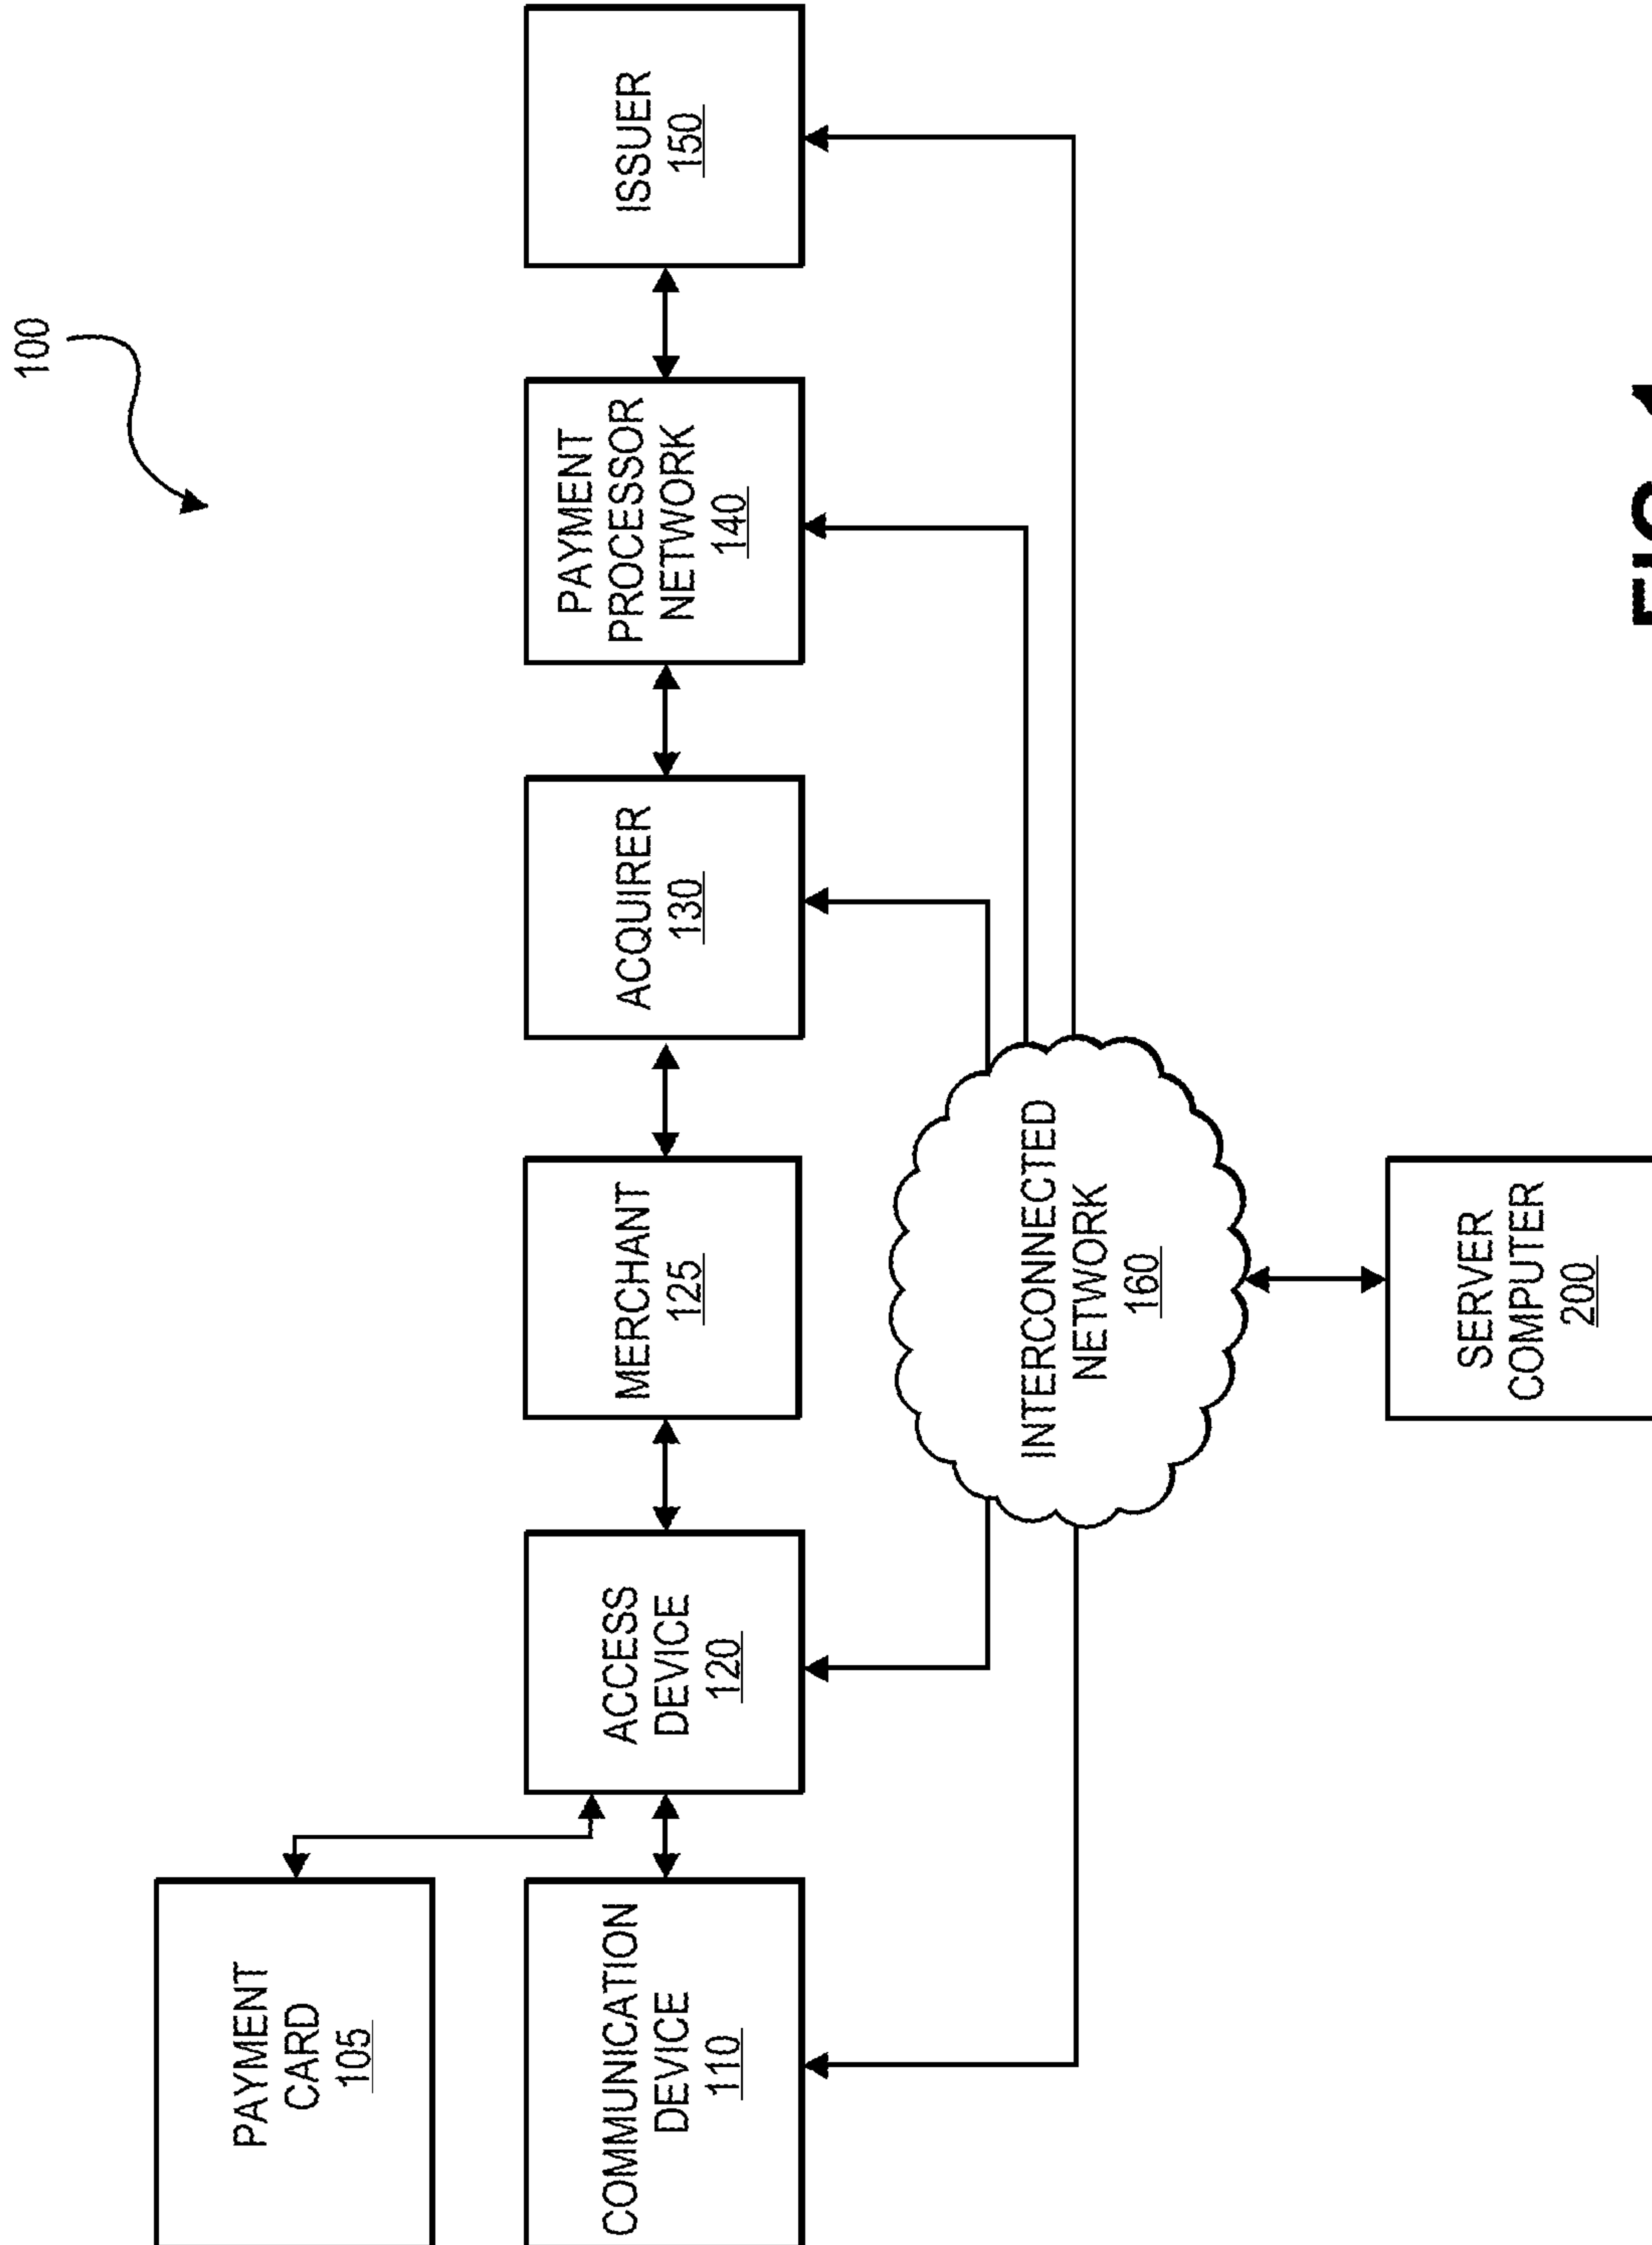 100
PAYMENT
CARD
105
COMMUNICATION
DEVICE
110
ACCESS
DEVICE
120
MERCHANT
125
ACQUIRER
130
PAYMENT
PROCESSOR
NETWORK
140
ISSUER
150
INTERCONNECTED
NETWORK
160
SERVER
COMPUTER
200